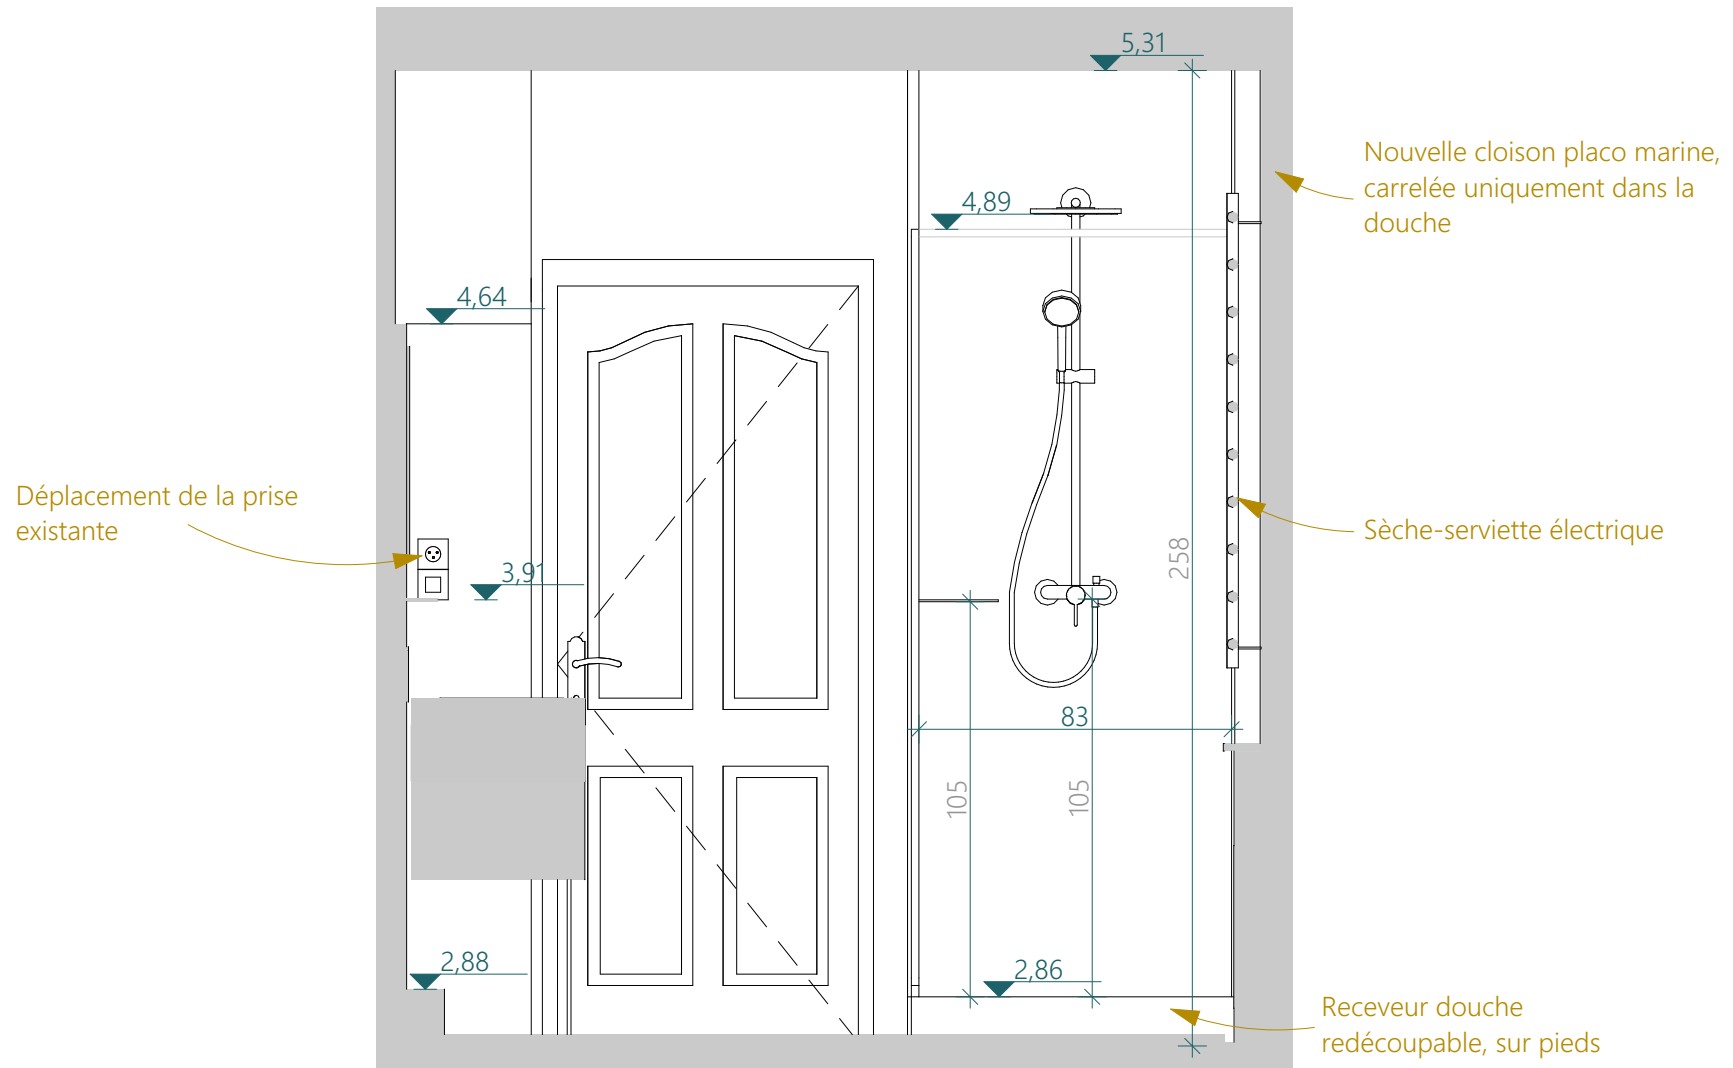 5,31
Nouvelle cloison placo marine,
carrelée uniquement dans la
douche
4,89
4,64
Déplacement de la prise
existante
3,91
Sèche-serviette électrique
258
83
105
105
2,88
2,86
Receveur douche
redécoupable, sur pieds